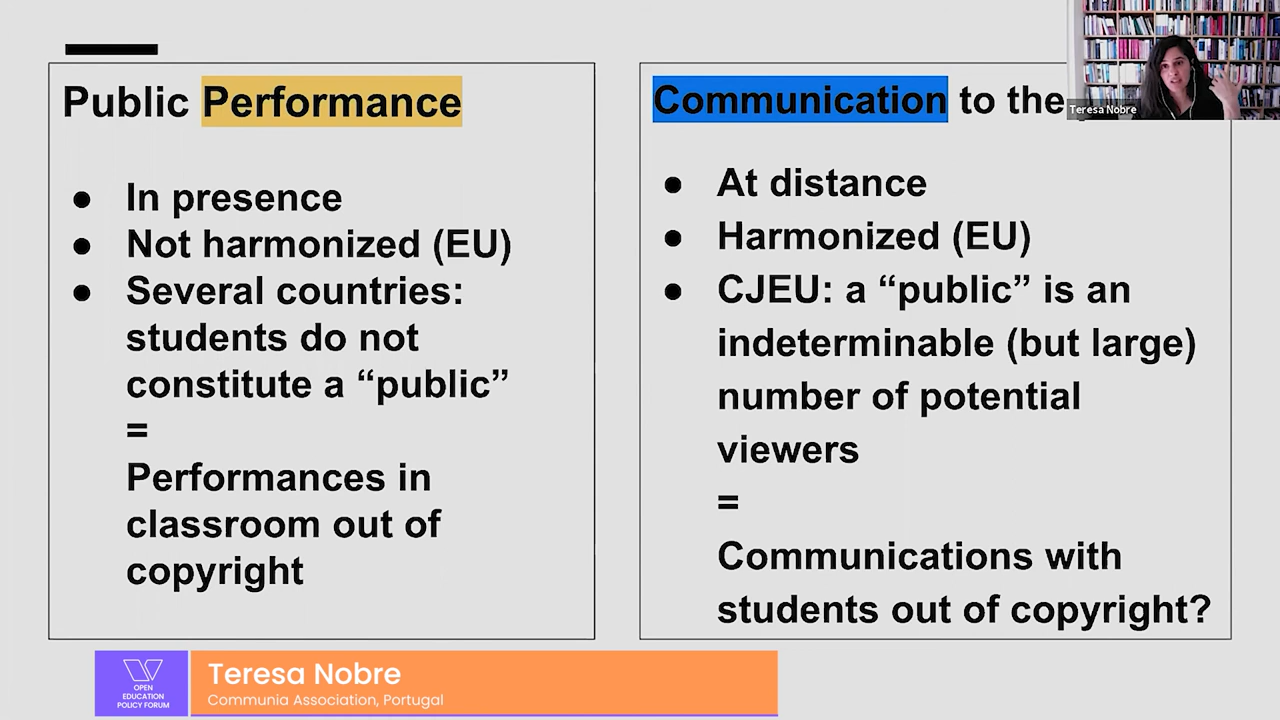 Public Performance
● In presence
● Not harmonized (EU)
● Several countries:
students do not
constitute a “public”
=
Performances in
classroom out of
copyright
Communication to the
● At distance
● Harmonized (EU)
● CJEU: a “public” is an
indeterminable (but large)
number of potential
viewers
=
Communications with
students out of copyright?
Teresa Nobre
OPEN
EDUCATION
POLICY FORUM
Teresa Nobre
Communia Association, Portugal